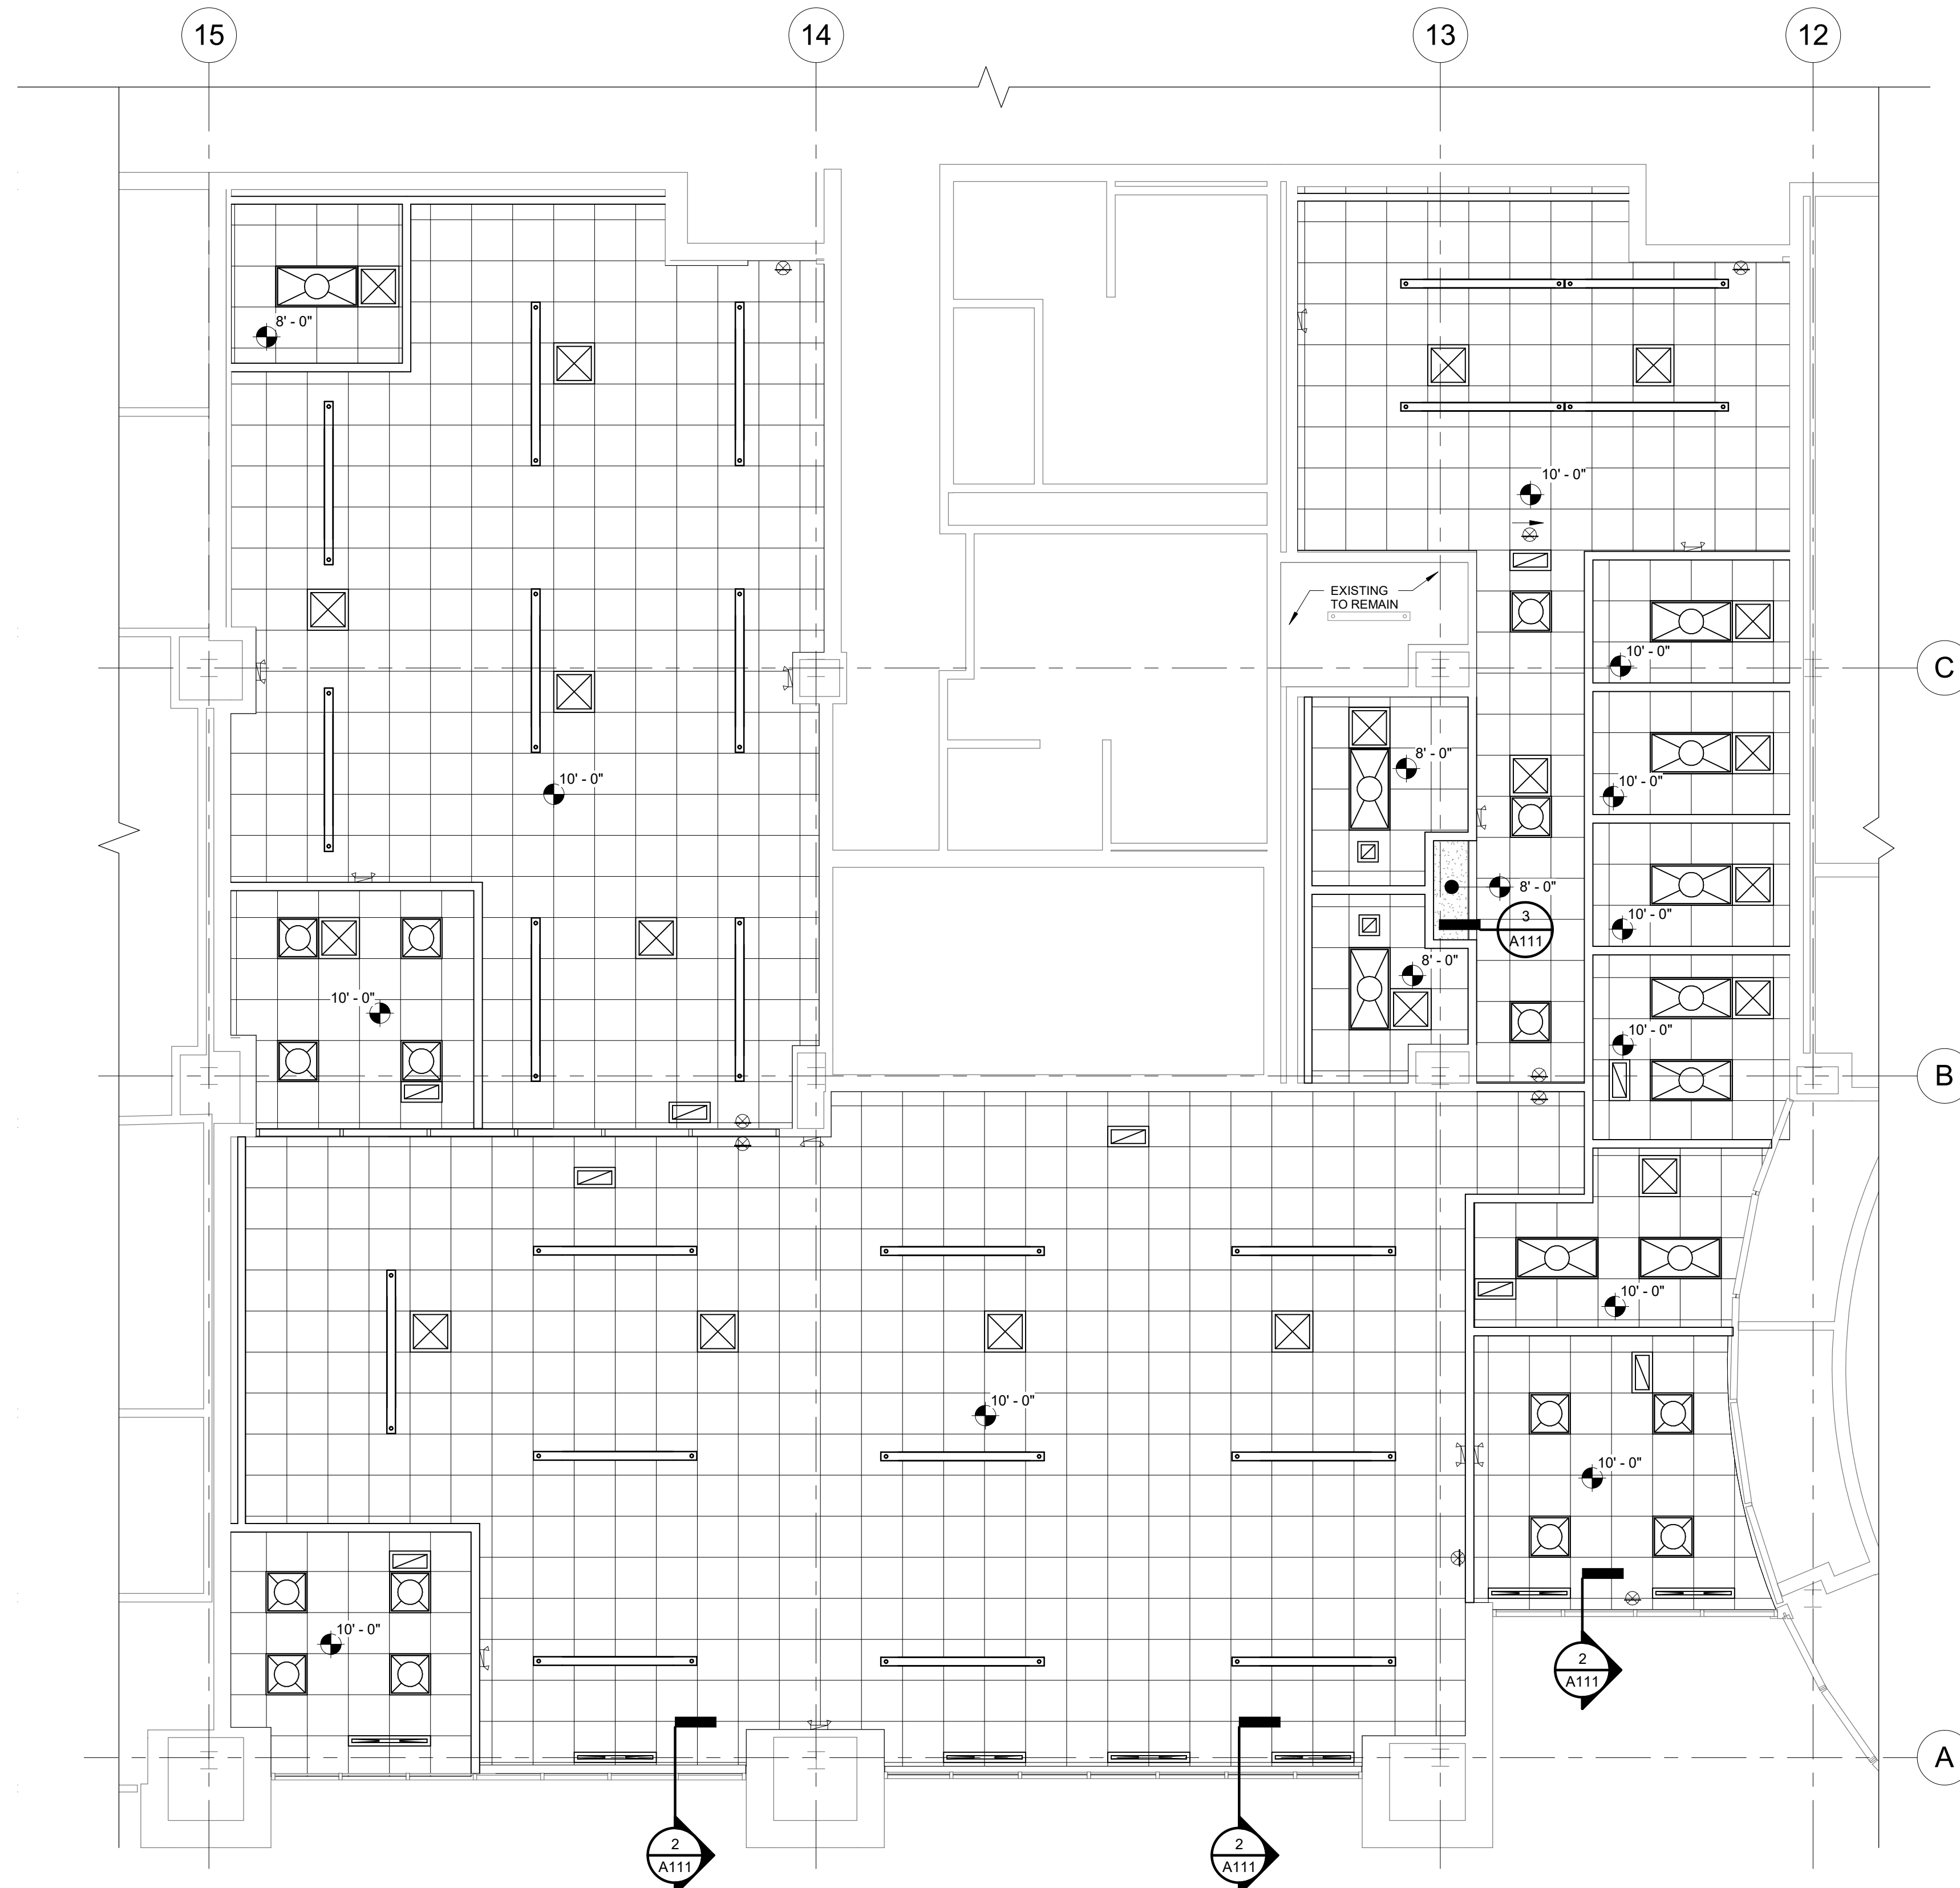 15
14
13
12
8' - 0"
10' - 0"
EXISTING
TO REMAIN
10' - 0"
C
8' - 0"
10' - 0"
10' - 0"
8' - 0"
3
A111
10' - 0"
8' - 0"
10' - 0"
10' - 0"
B
10' - 0"
10' - 0"
10' - 0"
10' - 0"
2
A111
A
2
A111
2
A111